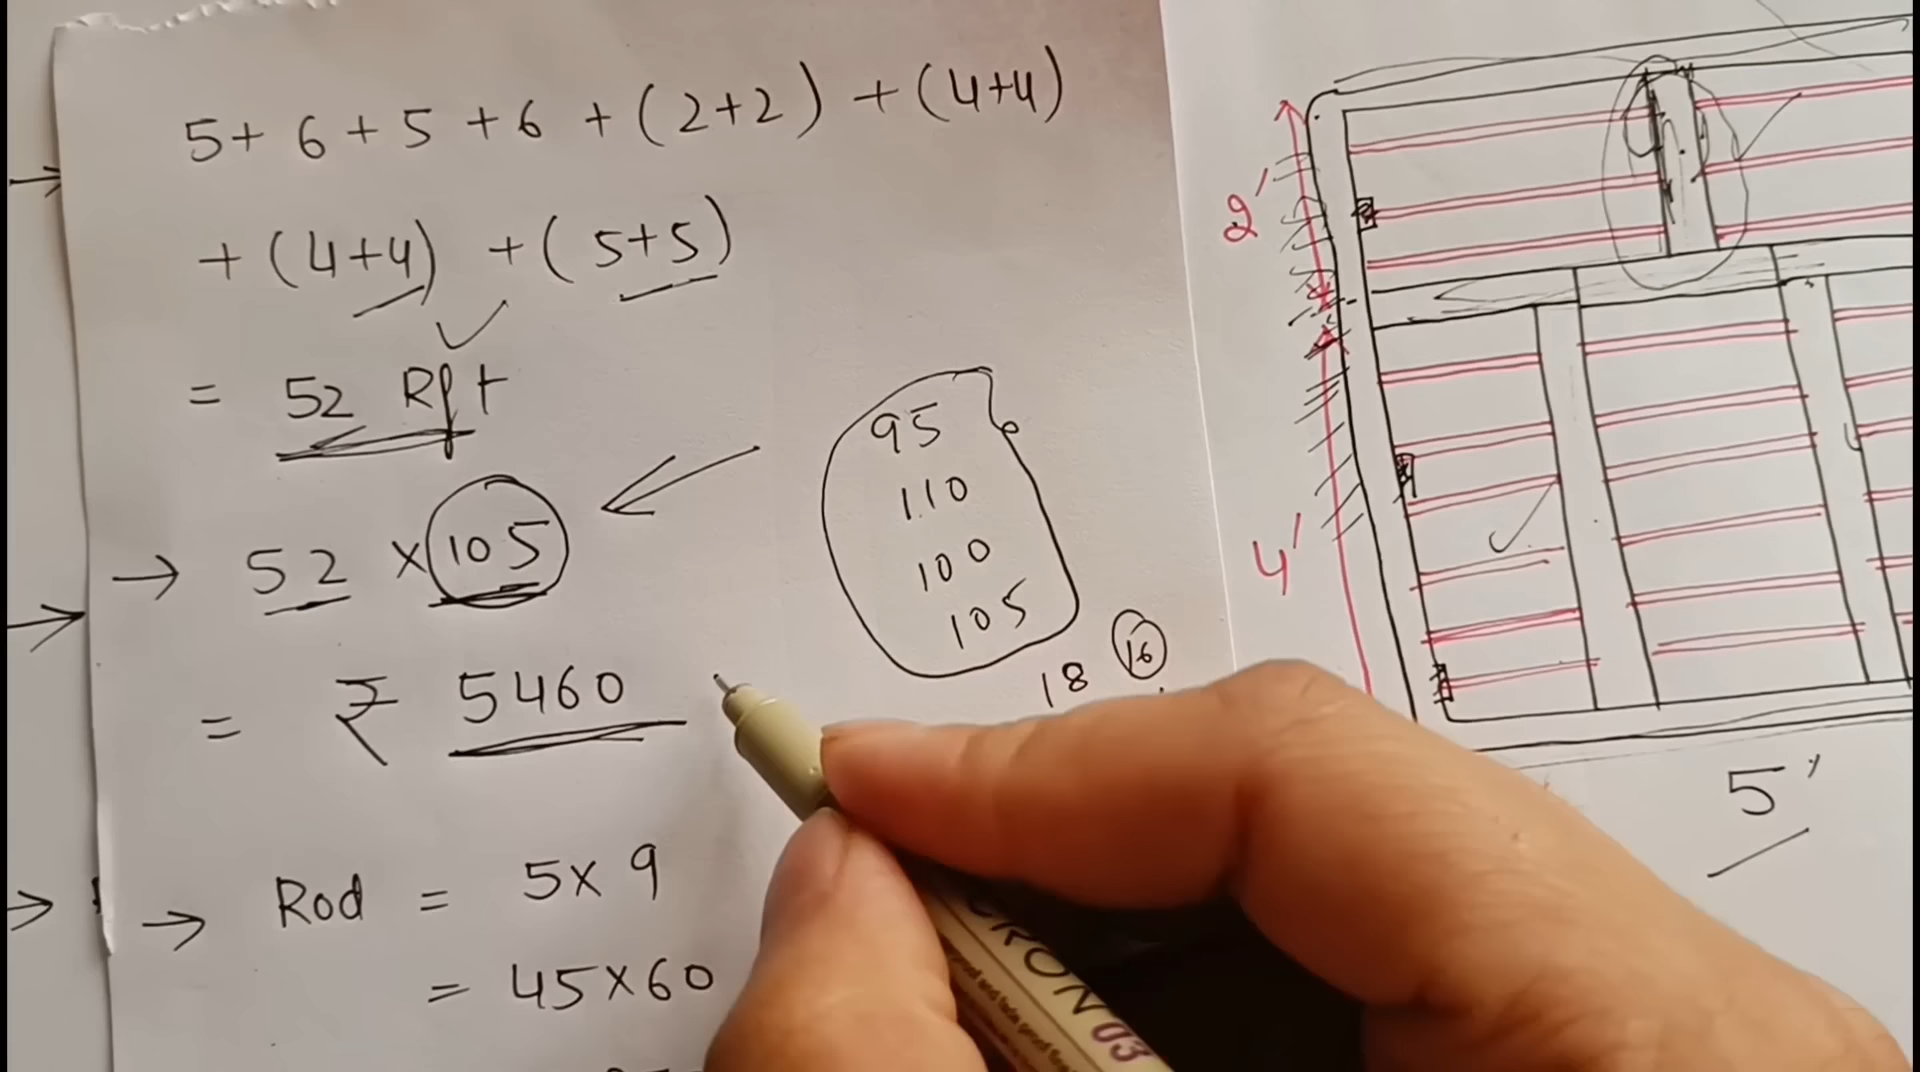 5+ 6 + 5 + 6 + (2+2) + (4+4)
+ (4+4) + (5+5)
= 52 Rft
→ 52 × 105
= ₹ 5460
→ Rod = 5 x 9
= 45 x 60
95
110
100
105
18 16
2'
4'
5'
03